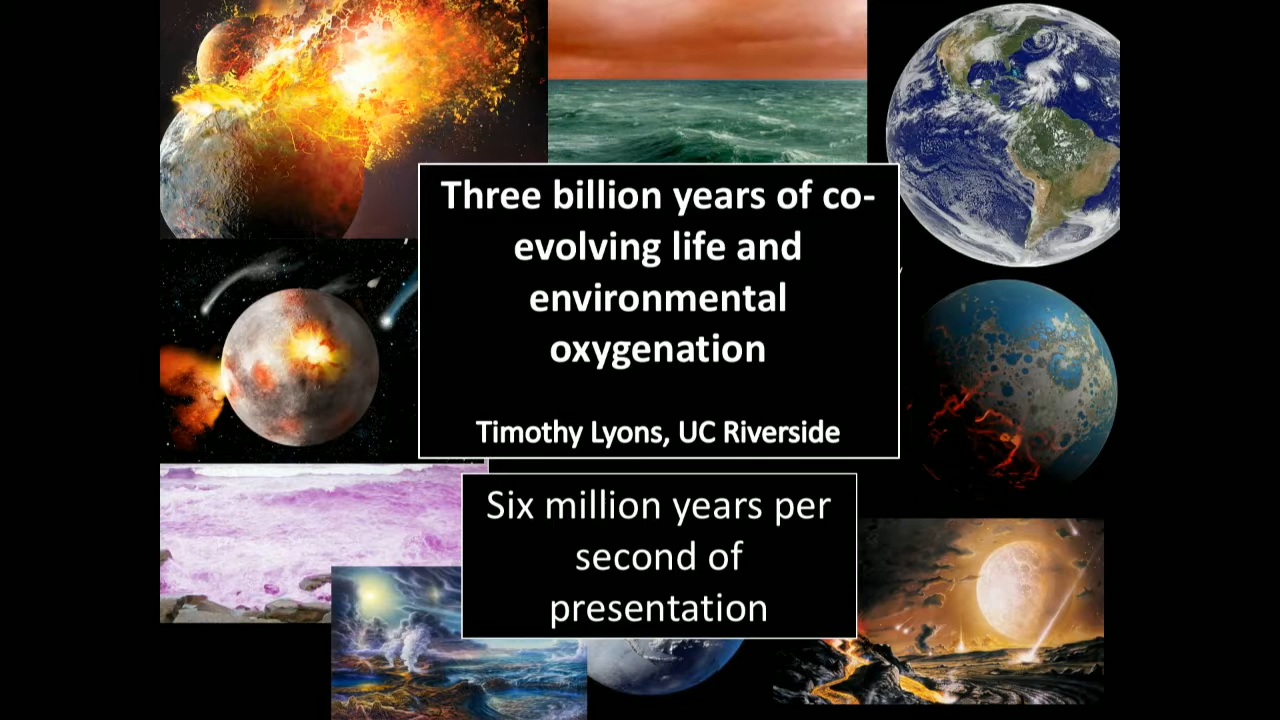 Three billion years of co-
evolving life and
environmental
oxygenation
Timothy Lyons, UC Riverside
Six million years per
second of
presentation